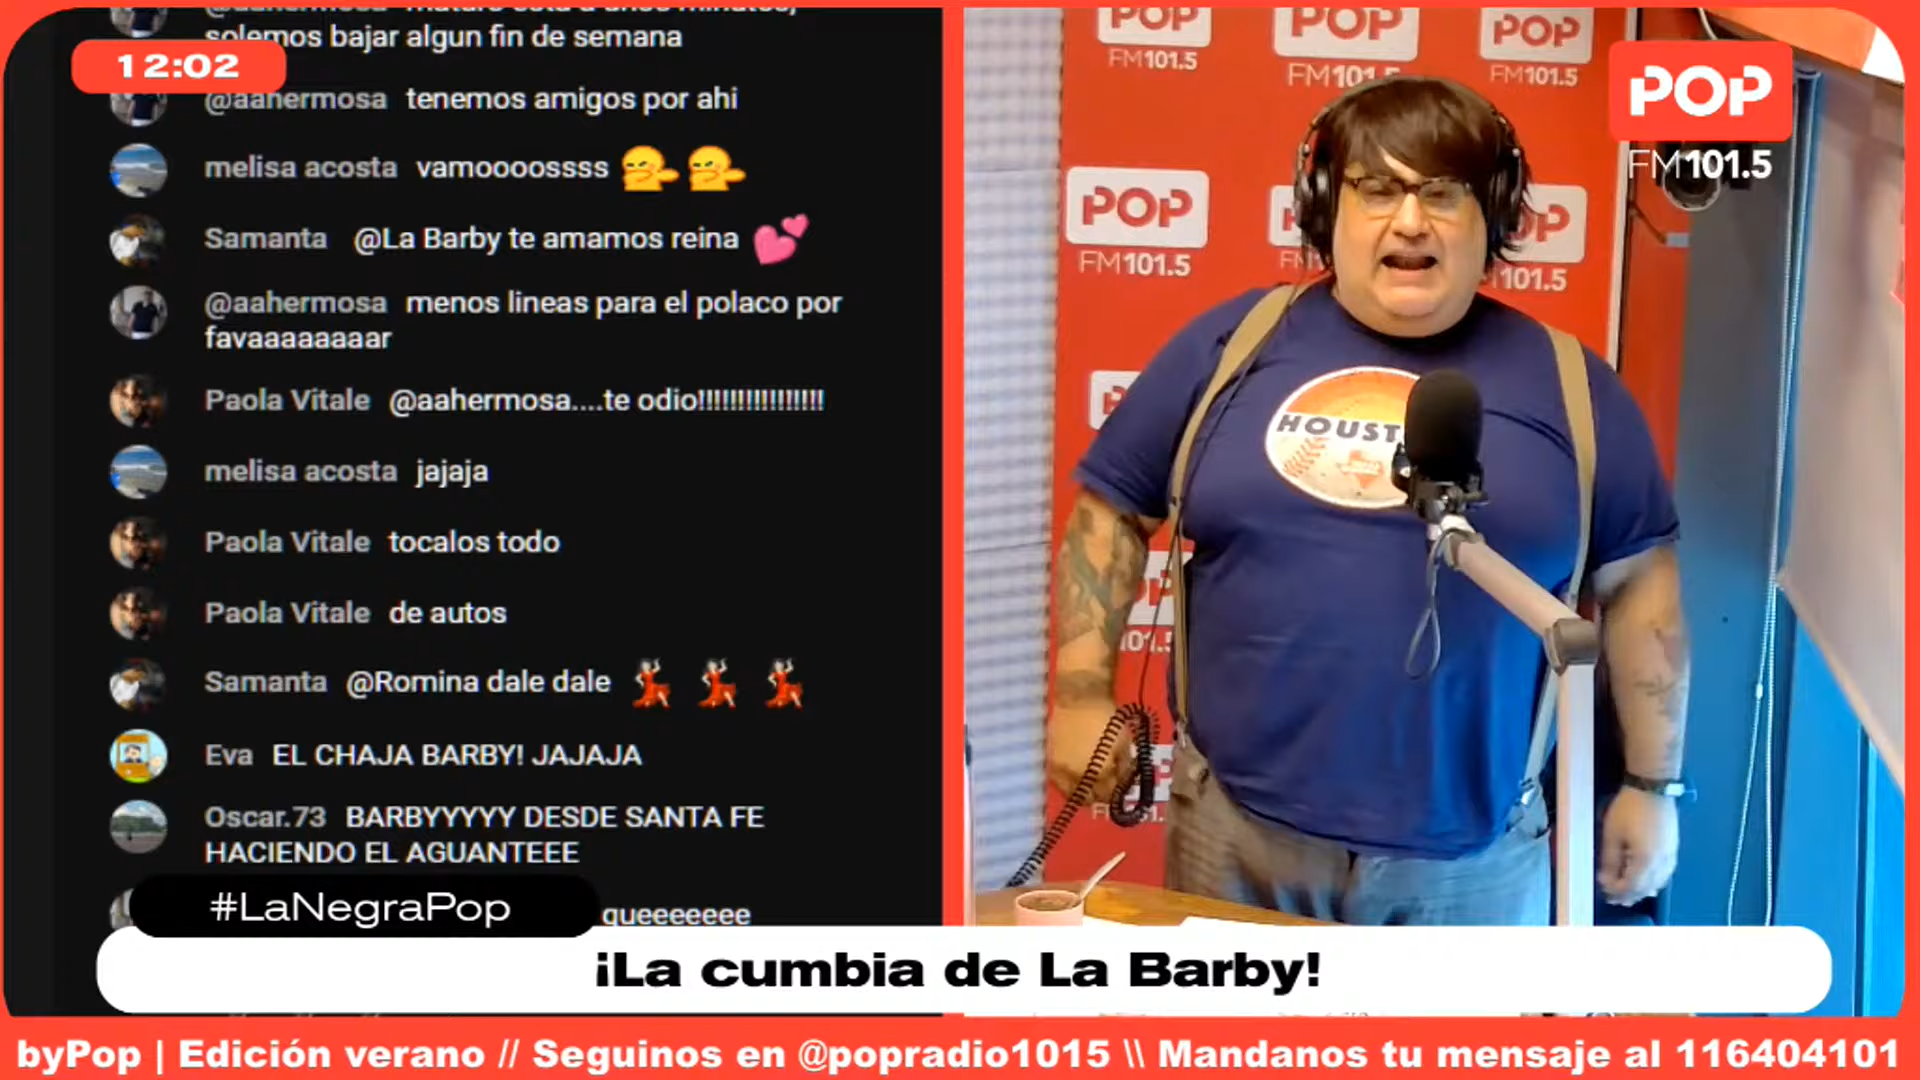 solemos bajar algun fin de semana
12:02
@aahermosa tenemos amigos por ahi
melisa acosta vamoooossss
Samanta @La Barby te amamos reina
@aahermosa menos lineas para el polaco por
favaaaaaaaar
Paola Vitale @aahermosa....te odio!!!!!!!!!!!!!!!!
melisa acosta jajaja
Paola Vitale tocalos todo
Paola Vitale de autos
Samanta @Romina dale dale
Eva EL CHAJA BARBY! JAJAJA
Oscar.73 BARBYYYYY DESDE SANTA FE
HACIENDO EL AGUANTEEE
queeeeeee
#LaNegraPop
¡La cumbia de La Barby!
byPop | Edición verano // Seguinos en @popradio1015 \\ Mandanos tu mensaje al 116404101
POP
FM101.5
POP
FM101.5
POP
FM101.5
POP
FM101.5
POP
FM101.5
101.5
HOUST